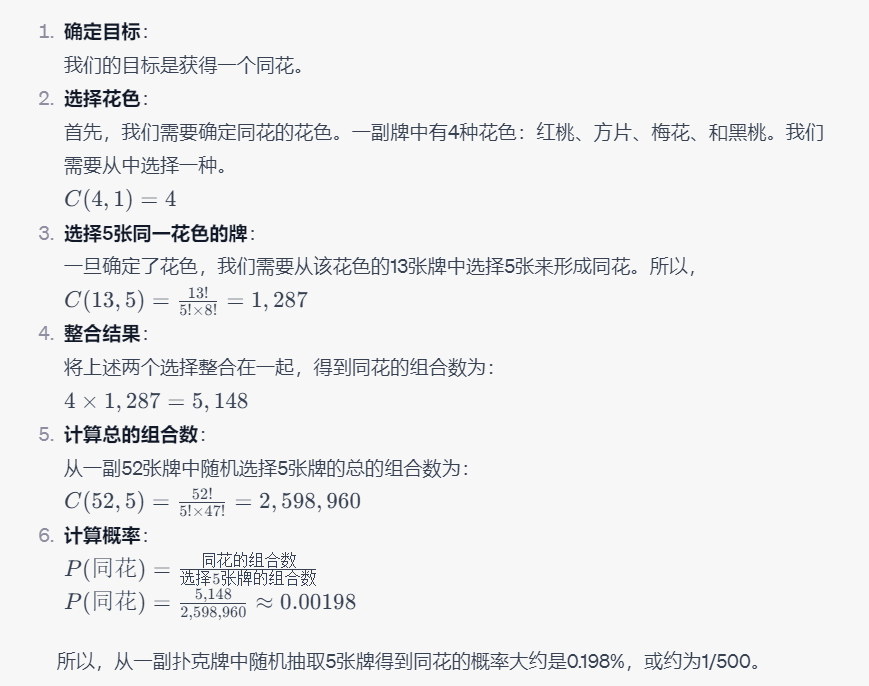 1. 确定目标：
我们的目标是获得一个同花。
2. 选择花色：
首先，我们需要确定同花的花色。一副牌中有4种花色：红桃、方片、梅花、和黑桃。我们
需要从中选择一种。
C(4, 1) = 4
3. 选择5张同一花色的牌：
一旦确定了花色，我们需要从该花色的13张牌中选择5张来形成同花。所以，
C(13, 5) = 13!/(5!×8!) = 1,287
4. 整合结果：
将上述两个选择整合在一起，得到同花的组合数为：
4 × 1,287 = 5,148
5. 计算总的组合数：
从一副52张牌中随机选择5张牌的总的组合数为：
C(52, 5) = 52!/(5!×47!) = 2,598,960
6. 计算概率：
P(同花) = 同花的组合数/选择5张牌的组合数
P(同花) = 5,148/2,598,960 ≈ 0.00198
所以，从一副扑克牌中随机抽取5张牌得到同花的概率大约是0.198%，或约为1/500。